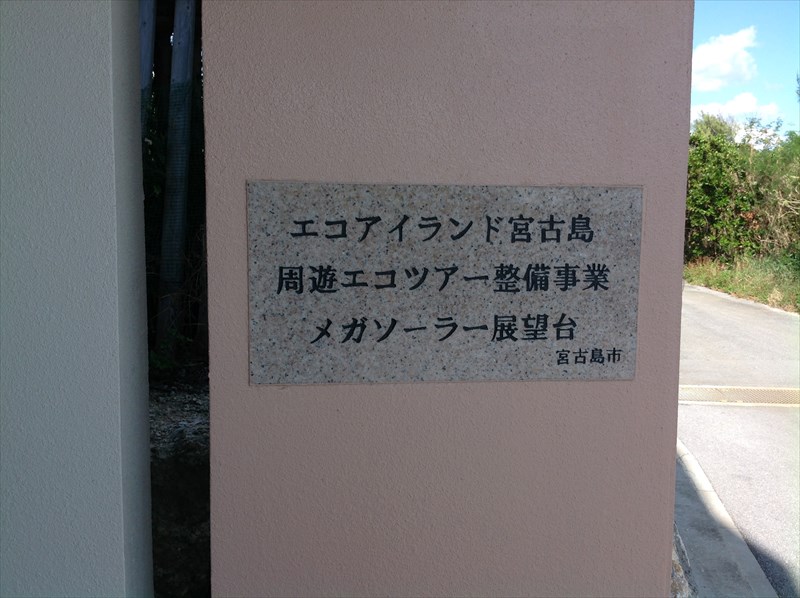 エコアイランド宮古島
周遊エコツアー整備事業
メガソーラー展望台
宮古島市